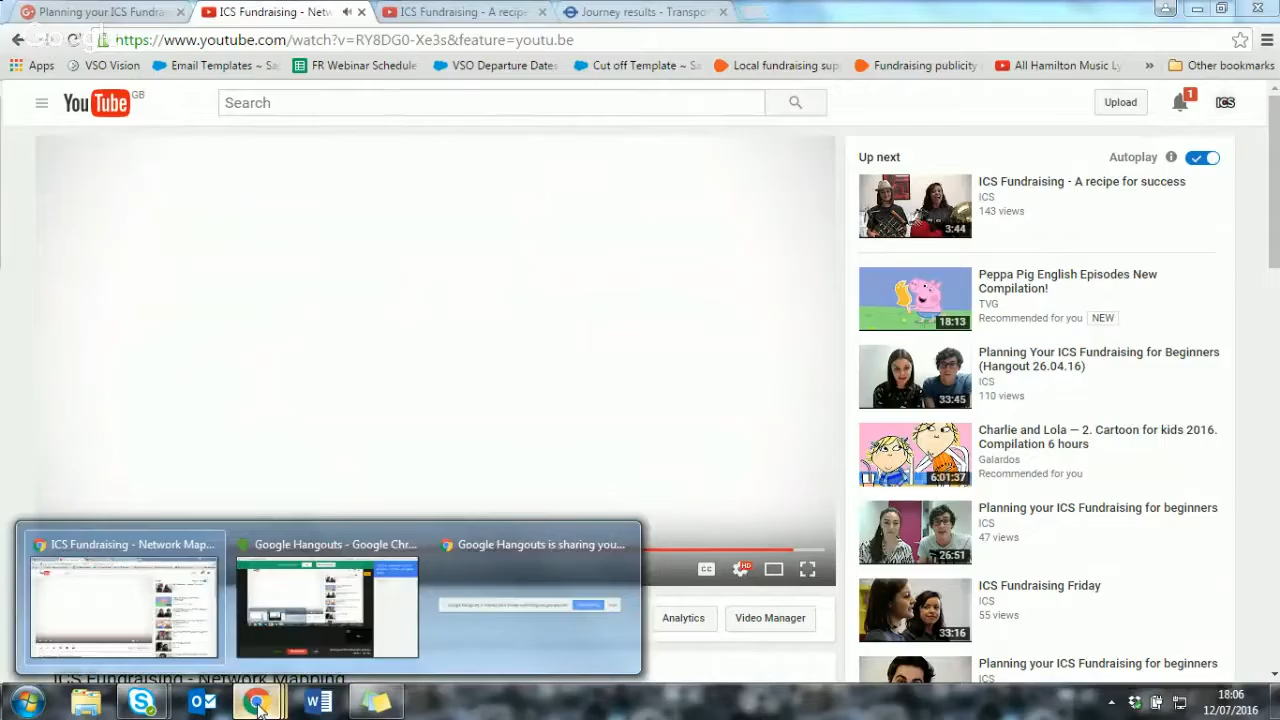 Planning your ICS Fundra
ICS Fundraising - Netw
ICS Fundraising - A recipe
Journey results - Transpo
https://www.youtube.com/watch?v=RY8DG0-Xe3s&feature=youtu.be
Apps
VSO Vision
Email Templates – Sa
FR Webinar Schedule
VSO Departure Dates
Cut off Template ~ Sa
Local fundraising sup
Fundraising publicity
All Hamilton Music Ly
»
Other bookmarks
YouTube GB
Search
Upload
1
ICS
Up next
Autoplay
ICS Fundraising - A recipe for success
ICS
143 views
3:44
Peppa Pig English Episodes New
Compilation!
TVG
Recommended for you NEW
18:13
Planning Your ICS Fundraising for Beginners
(Hangout 26.04.16)
ICS
110 views
33:45
Charlie and Lola — 2. Cartoon for kids 2016.
Compilation 6 hours
Galardos
Recommended for you
6:01:37
Planning your ICS Fundraising for beginners
ICS
47 views
26:51
ICS Fundraising Friday
ICS
55 views
33:16
Planning your ICS Fundraising for beginners
ICS Fundraising - Network Map...
Google Hangouts - Google Chr...
Google Hangouts is sharing you...
CC
HD
Analytics
Video Manager
ICS Fundraising - Network Mapping
18:06
12/07/2016